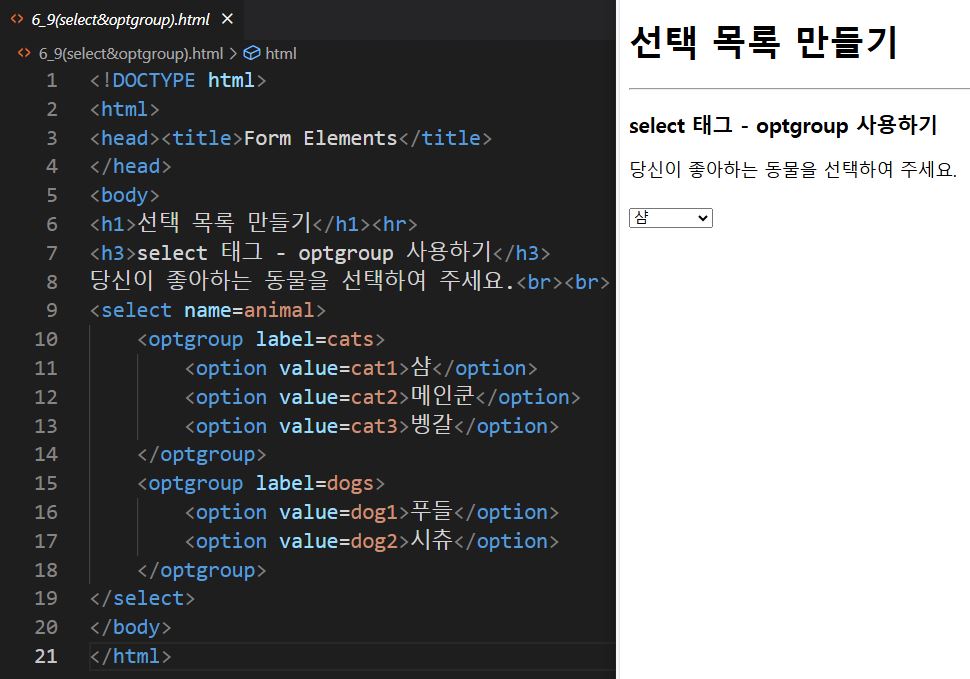 6_9(select&optgroup).html
6_9(select&optgroup).html > html
1 <!DOCTYPE html>
2 <html>
3 <head><title>Form Elements</title>
4 </head>
5 <body>
6 <h1>선택 목록 만들기</h1><hr>
7 <h3>select 태그 - optgroup 사용하기</h3>
8 당신이 좋아하는 동물을 선택하여 주세요.<br><br>
9 <select name=animal>
10 <optgroup label=cats>
11 <option value=cat1>샴</option>
12 <option value=cat2>메인쿤</option>
13 <option value=cat3>벵갈</option>
14 </optgroup>
15 <optgroup label=dogs>
16 <option value=dog1>푸들</option>
17 <option value=dog2>시츄</option>
18 </optgroup>
19 </select>
20 </body>
21 </html>
선택 목록 만들기
select 태그 - optgroup 사용하기
당신이 좋아하는 동물을 선택하여 주세요.
샴